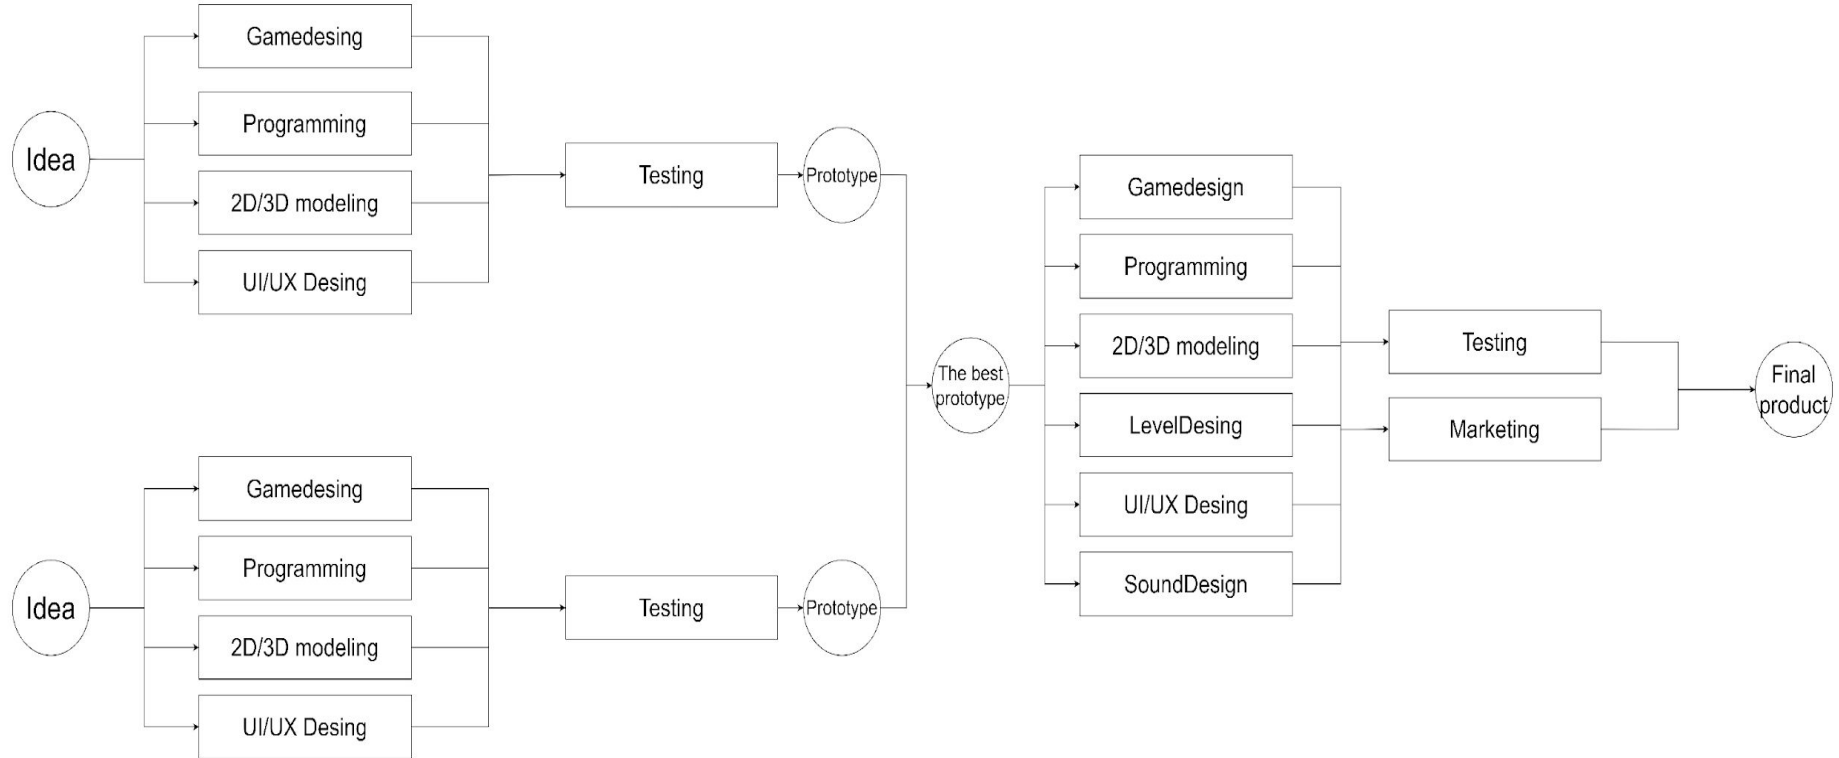 Idea
Gamedesing
Programming
2D/3D modeling
UI/UX Desing
Testing
Prototype
Idea
Gamedesing
Programming
2D/3D modeling
UI/UX Desing
Testing
Prototype
The best
prototype
Gamedesign
Programming
2D/3D modeling
LevelDesing
UI/UX Desing
SoundDesign
Testing
Marketing
Final
product